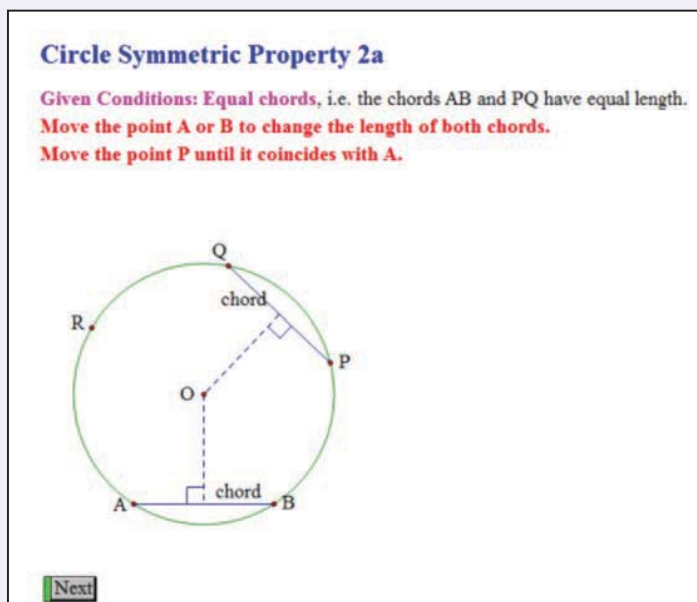 Circle Symmetric Property 2a
Given Conditions: Equal chords, i.e. the chords AB and PQ have equal length.
Move the point A or B to change the length of both chords.
Move the point P until it coincides with A.
Q
chord
R
P
O
chord
A
B
Next